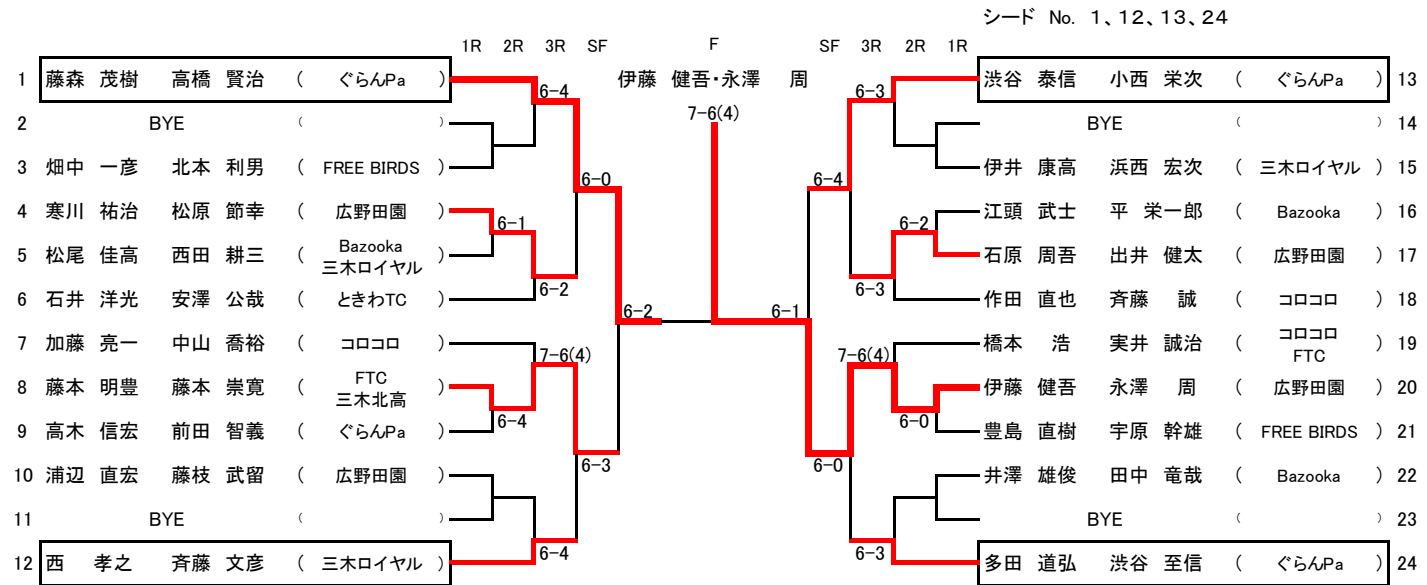 シード No. 1、12、13、24
1R 2R 3R SF F SF 3R 2R 1R
伊藤 健吾・永澤 周
7-6(4)
1 藤森 茂樹 高橋 賢治 ( ぐらんPa )
2 BYE ( )
3 畑中 一彦 北本 利男 ( FREE BIRDS )
4 寒川 祐治 松原 節幸 ( 広野田園 )
5 松尾 佳高 西田 耕三 ( Bazooka 三木ロイヤル )
6 石井 洋光 安澤 公哉 ( ときわTC )
7 加藤 亮一 中山 喬裕 ( コロコロ )
8 藤本 明豊 藤本 崇寛 ( FTC 三木北高 )
9 高木 信宏 前田 智義 ( ぐらんPa )
10 浦辺 直宏 藤枝 武留 ( 広野田園 )
11 BYE ( )
12 西 孝之 斉藤 文彦 ( 三木ロイヤル )
6-4
6-0
6-1
6-2
6-2
7-6(4)
6-4
6-3
6-4
渋谷 泰信 小西 栄次 ( ぐらんPa ) 13
BYE ( ) 14
伊井 康高 浜西 宏次 ( 三木ロイヤル ) 15
江頭 武士 平 栄一郎 ( Bazooka ) 16
石原 周吾 出井 健太 ( 広野田園 ) 17
作田 直也 斉藤 誠 ( コロコロ ) 18
橋本 浩 実井 誠治 ( コロコロ FTC ) 19
伊藤 健吾 永澤 周 ( 広野田園 ) 20
豊島 直樹 宇原 幹雄 ( FREE BIRDS ) 21
井澤 雄俊 田中 竜哉 ( Bazooka ) 22
BYE ( ) 23
多田 道弘 渋谷 至信 ( ぐらんPa ) 24
6-3
6-4
6-2
6-3
6-1
7-6(4)
6-0
6-0
6-3